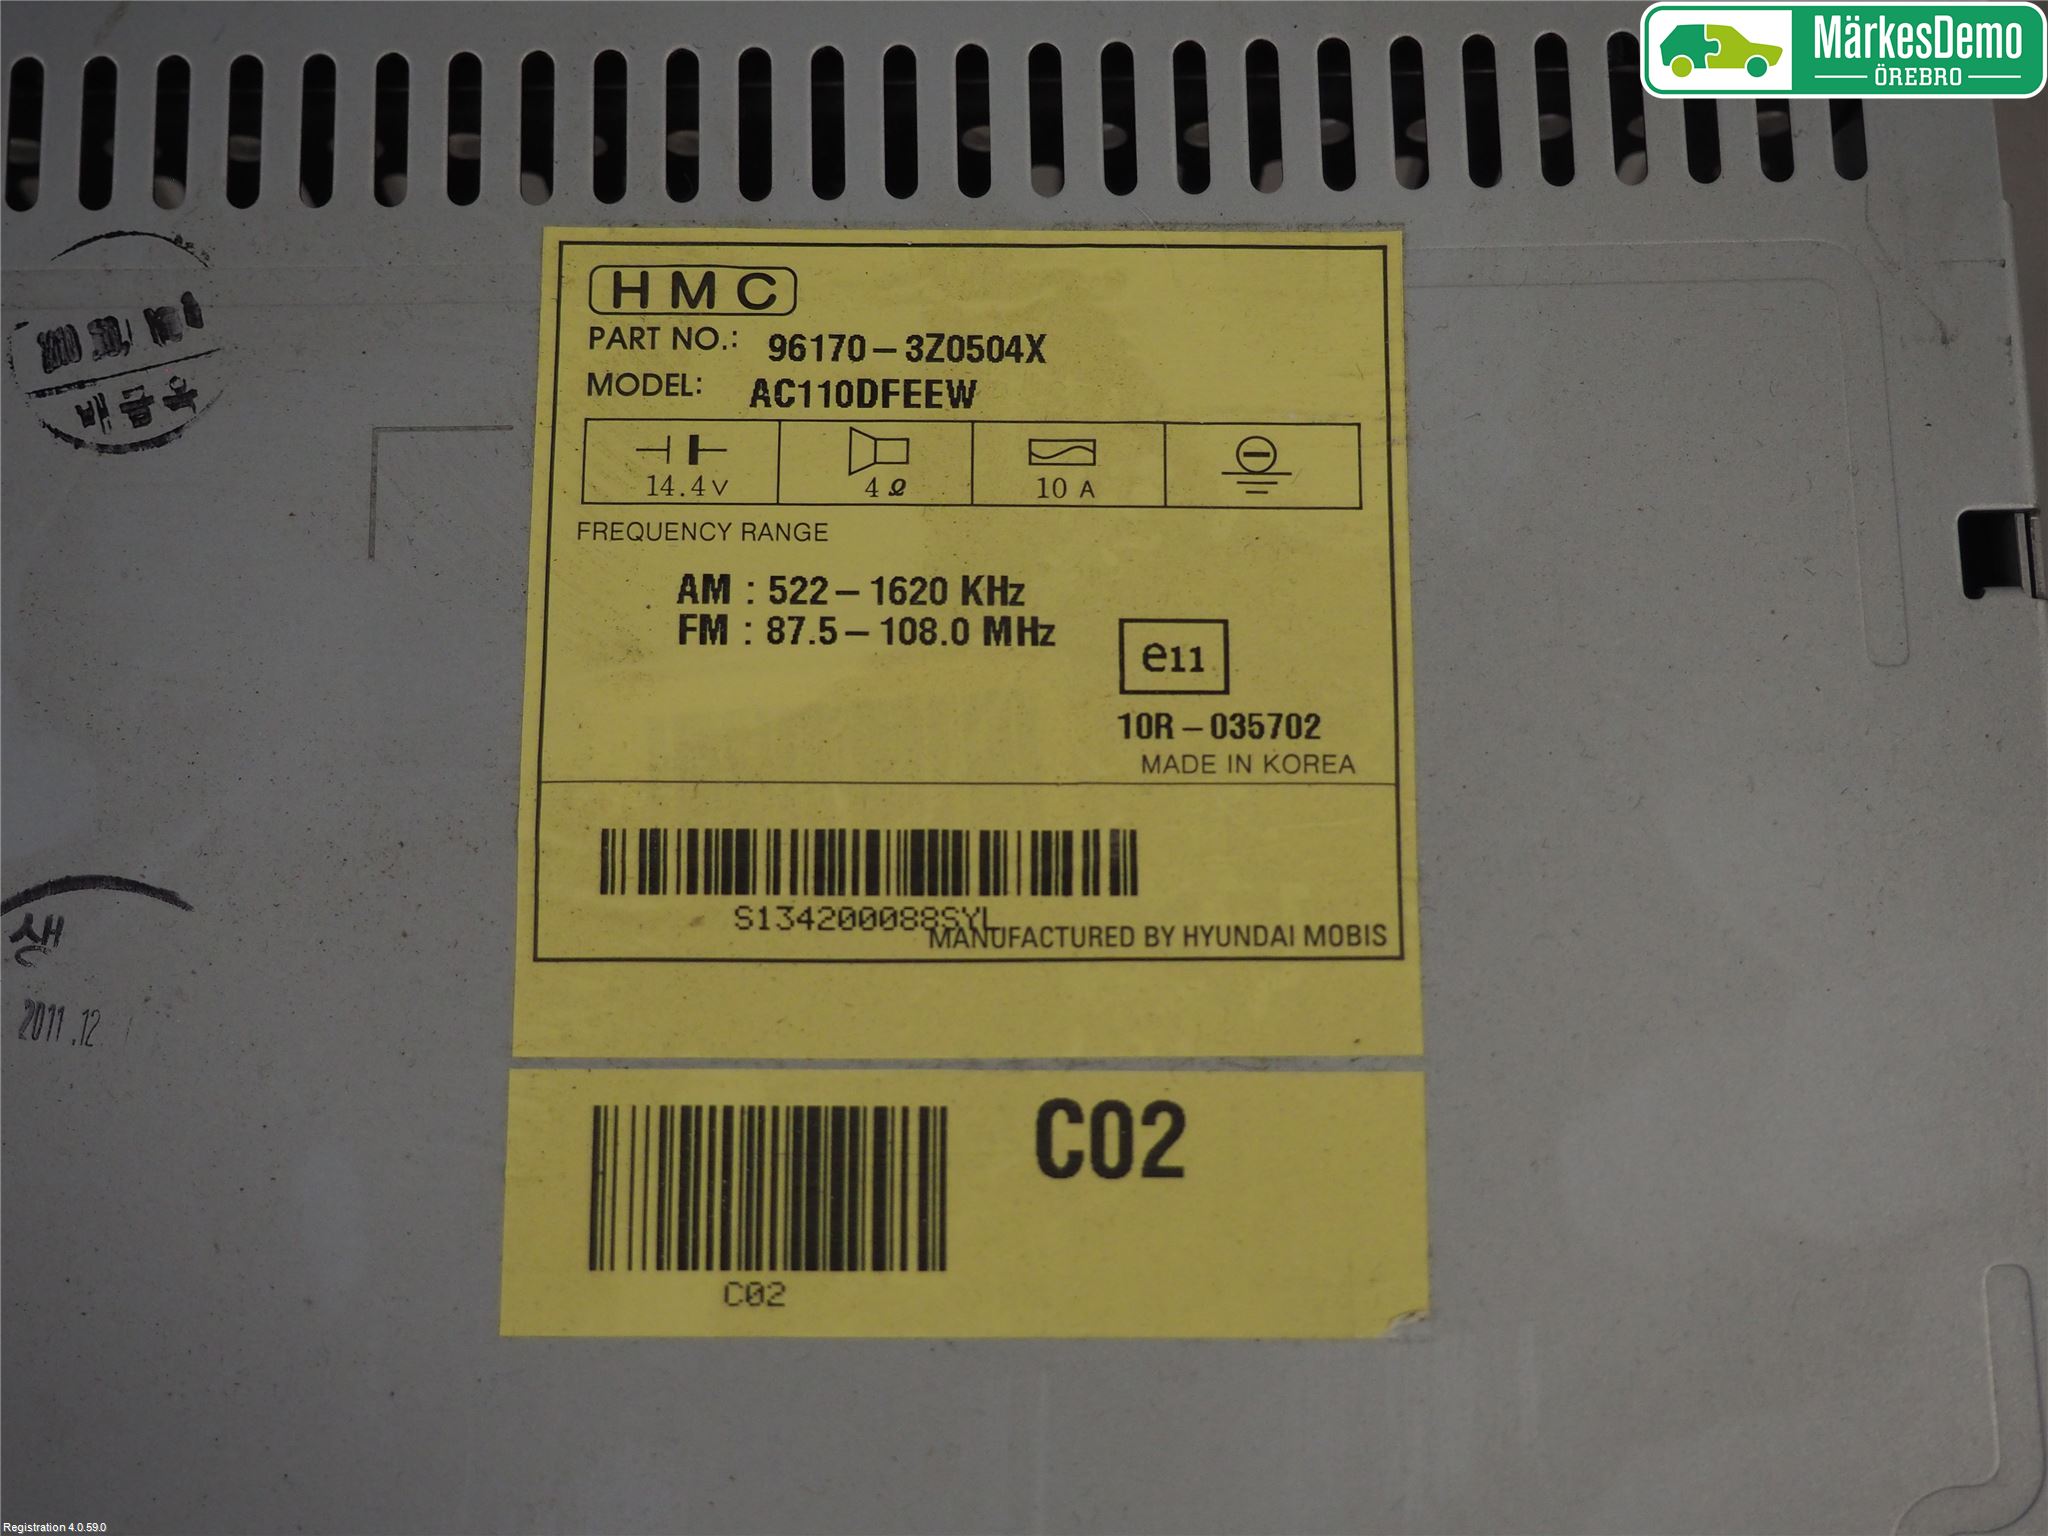 MärkesDemo
ÖREBRO
HMC
PART NO.: 96170-3Z0504X
MODEL: AC110DFEEW
14.4V
4Ω
10 A
FREQUENCY RANGE
AM : 522-1620 KHz
FM : 87.5-108.0 MHz
e11
10R-035702
MADE IN KOREA
S134200088SYL
MANUFACTURED BY HYUNDAI MOBIS
배금옥
생
2011.12
C02
C02
Registration 4.0.59.0